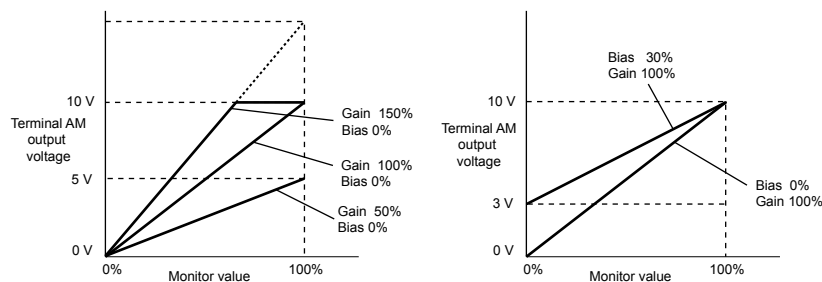 10 V
Terminal AM
output
voltage
5 V
0 V
0%
Monitor value
100%
Gain 150%
Bias 0%
Gain 100%
Bias 0%
Gain 50%
Bias 0%
Bias 30%
Gain 100%
10 V
Terminal AM
output
voltage
3 V
0 V
0%
Monitor value
100%
Bias 0%
Gain 100%